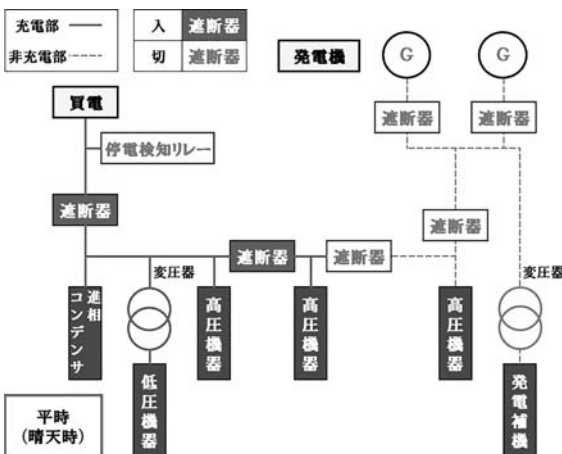 充電部
非充電部
入 遮断器
切 遮断器
発電機
G
G
買電
遮断器
遮断器
停電検知リレー
遮断器
遮断器
遮断器
遮断器
変圧器
変圧器
進相
コンデンサ
高圧機器
高圧機器
高圧機器
低圧機器
発電補機
平時
(晴天時)